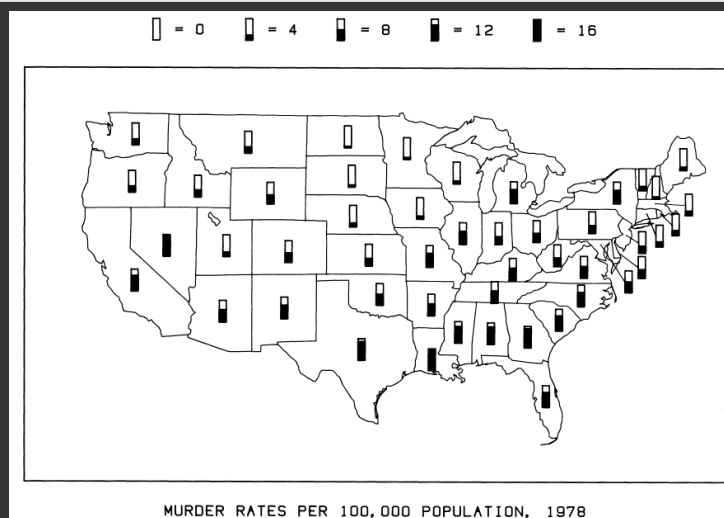 = 0 = 4 = 8 = 12 = 16
MURDER RATES PER 100,000 POPULATION, 1978